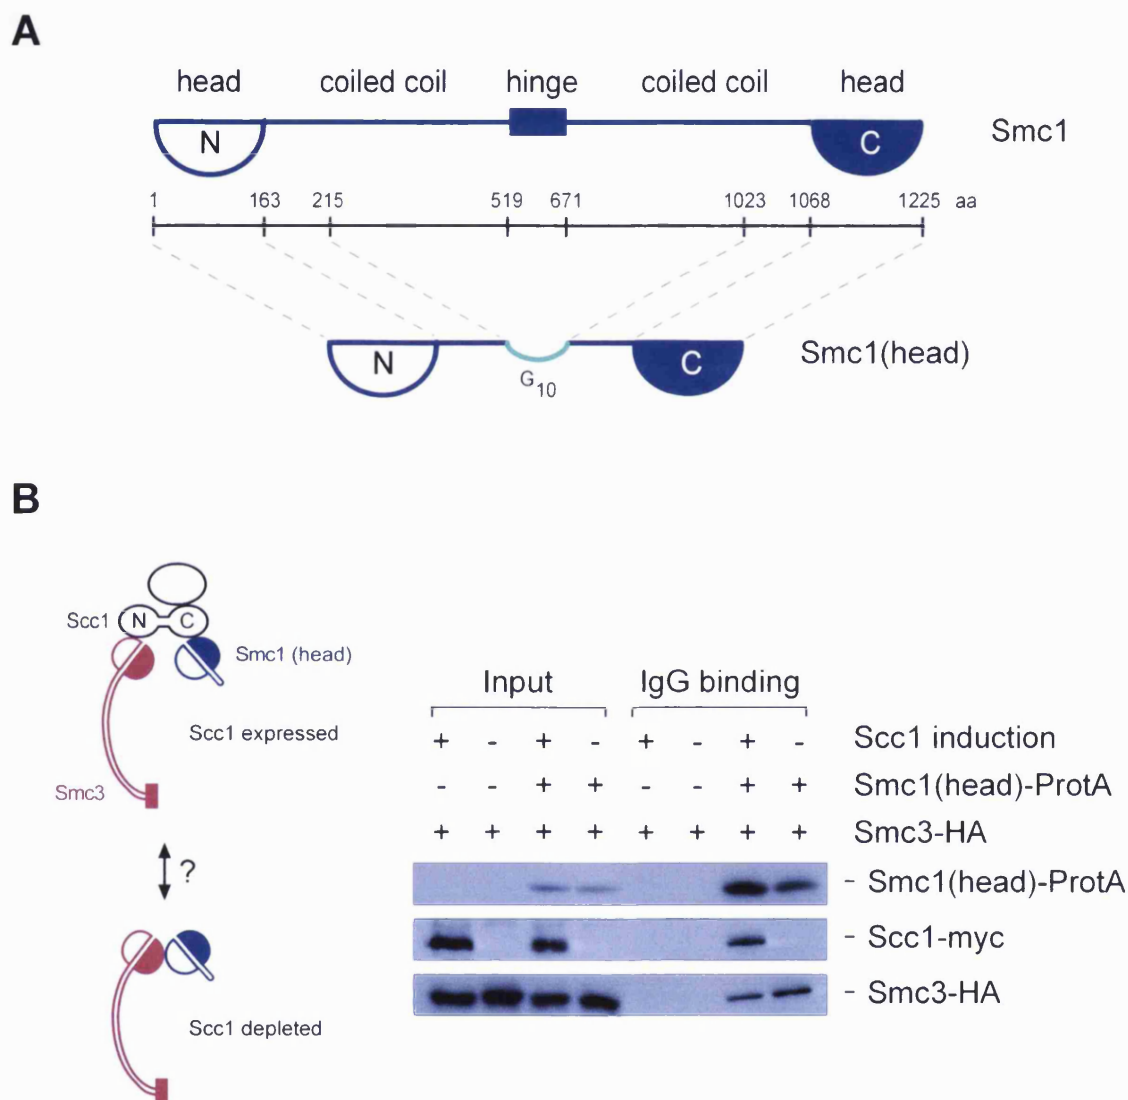 A
head coiled coil hinge coiled coil head
N C Smc1
1 163 215 519 671 1023 1068 1225 aa
N C Smc1(head)
G10
B
Scc1 N C
Smc1 (head)
Scc1 expressed
Smc3
?
Scc1 depleted
Input IgG binding
+ - + - + - + - Scc1 induction
- - + + - - + + Smc1(head)-ProtA
+ + + + + + + + Smc3-HA
- Smc1(head)-ProtA
- Scc1-myc
- Smc3-HA